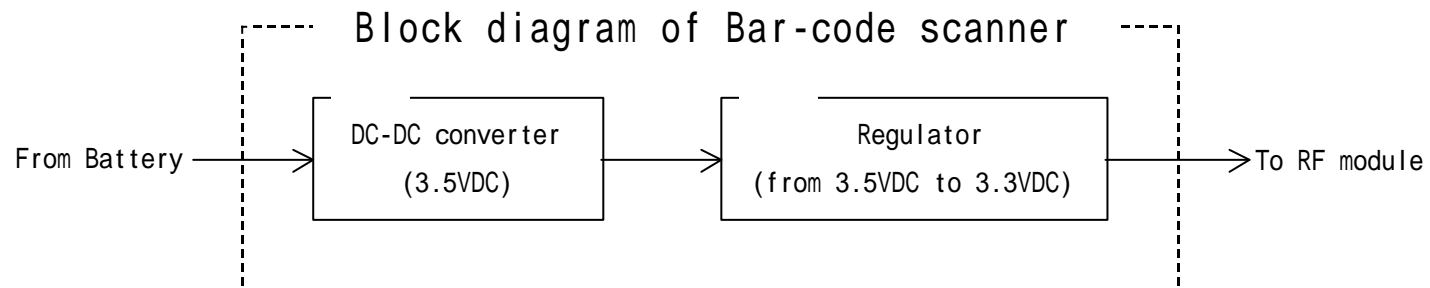 Block diagram of Bar-code scanner
From Battery
DC-DC converter
(3.5VDC)
Regulator
(from 3.5VDC to 3.3VDC)
To RF module